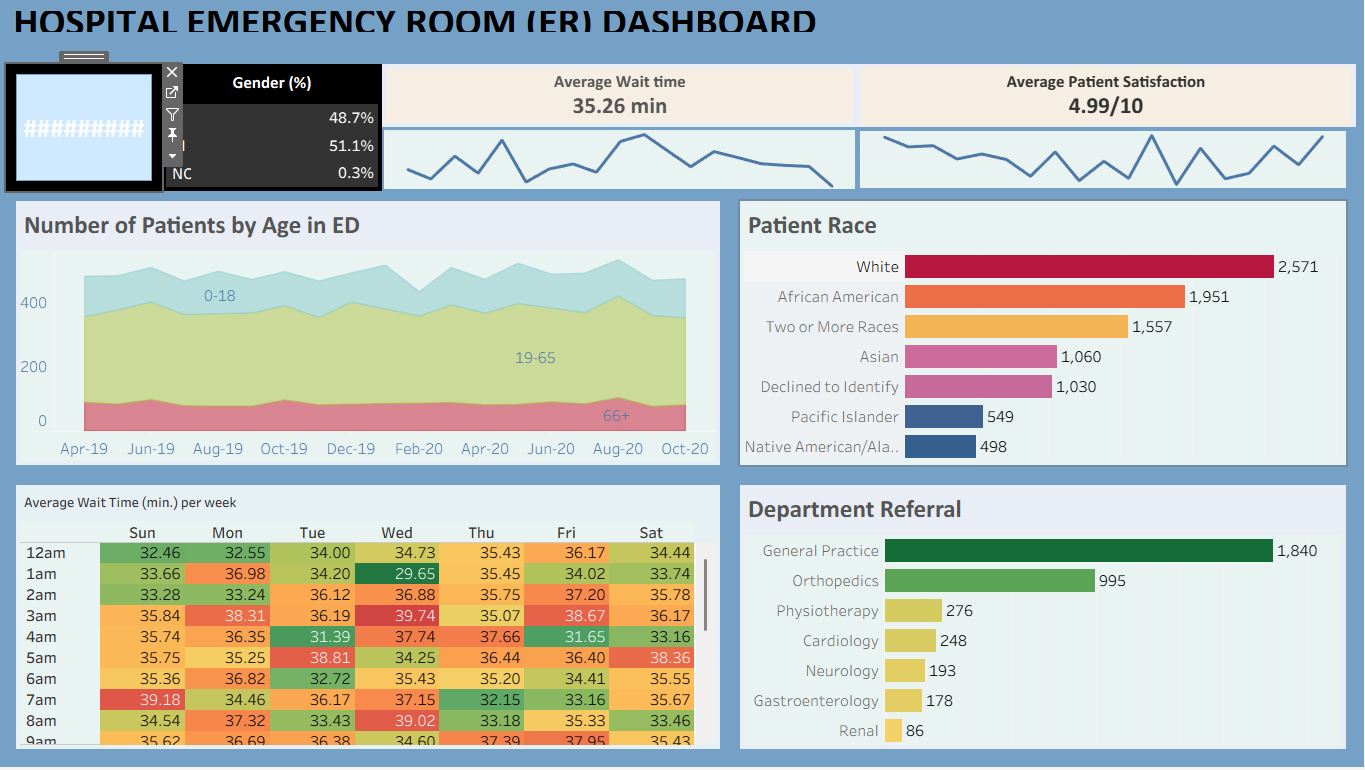 HOSPITAL EMERGENCY ROOM (ER) DASHBOARD
#########
Gender (%)
48.7%
51.1%
NC 0.3%
Average Wait time
35.26 min
Average Patient Satisfaction
4.99/10
Number of Patients by Age in ED
400
200
0
0-18
19-65
66+
Apr-19 Jun-19 Aug-19 Oct-19 Dec-19 Feb-20 Apr-20 Jun-20 Aug-20 Oct-20
Patient Race
White 2,571
African American 1,951
Two or More Races 1,557
Asian 1,060
Declined to Identify 1,030
Pacific Islander 549
Native American/Ala.. 498
Average Wait Time (min.) per week
Sun Mon Tue Wed Thu Fri Sat
12am 32.46 32.55 34.00 34.73 35.43 36.17 34.44
1am 33.66 36.98 34.20 29.65 35.45 34.02 33.74
2am 33.28 33.24 36.12 36.88 35.75 37.20 35.78
3am 35.84 38.31 36.19 39.74 35.07 38.67 36.17
4am 35.74 36.35 31.39 37.74 37.66 31.65 33.16
5am 35.75 35.25 38.81 34.25 36.44 36.40 38.36
6am 35.36 36.82 32.72 35.43 35.20 34.41 35.55
7am 39.18 34.46 36.17 37.15 32.15 33.16 35.67
8am 34.54 37.32 33.43 39.02 33.18 35.33 33.46
9am 35.62 36.69 36.38 34.60 37.39 37.95 35.43
Department Referral
General Practice 1,840
Orthopedics 995
Physiotherapy 276
Cardiology 248
Neurology 193
Gastroenterology 178
Renal 86